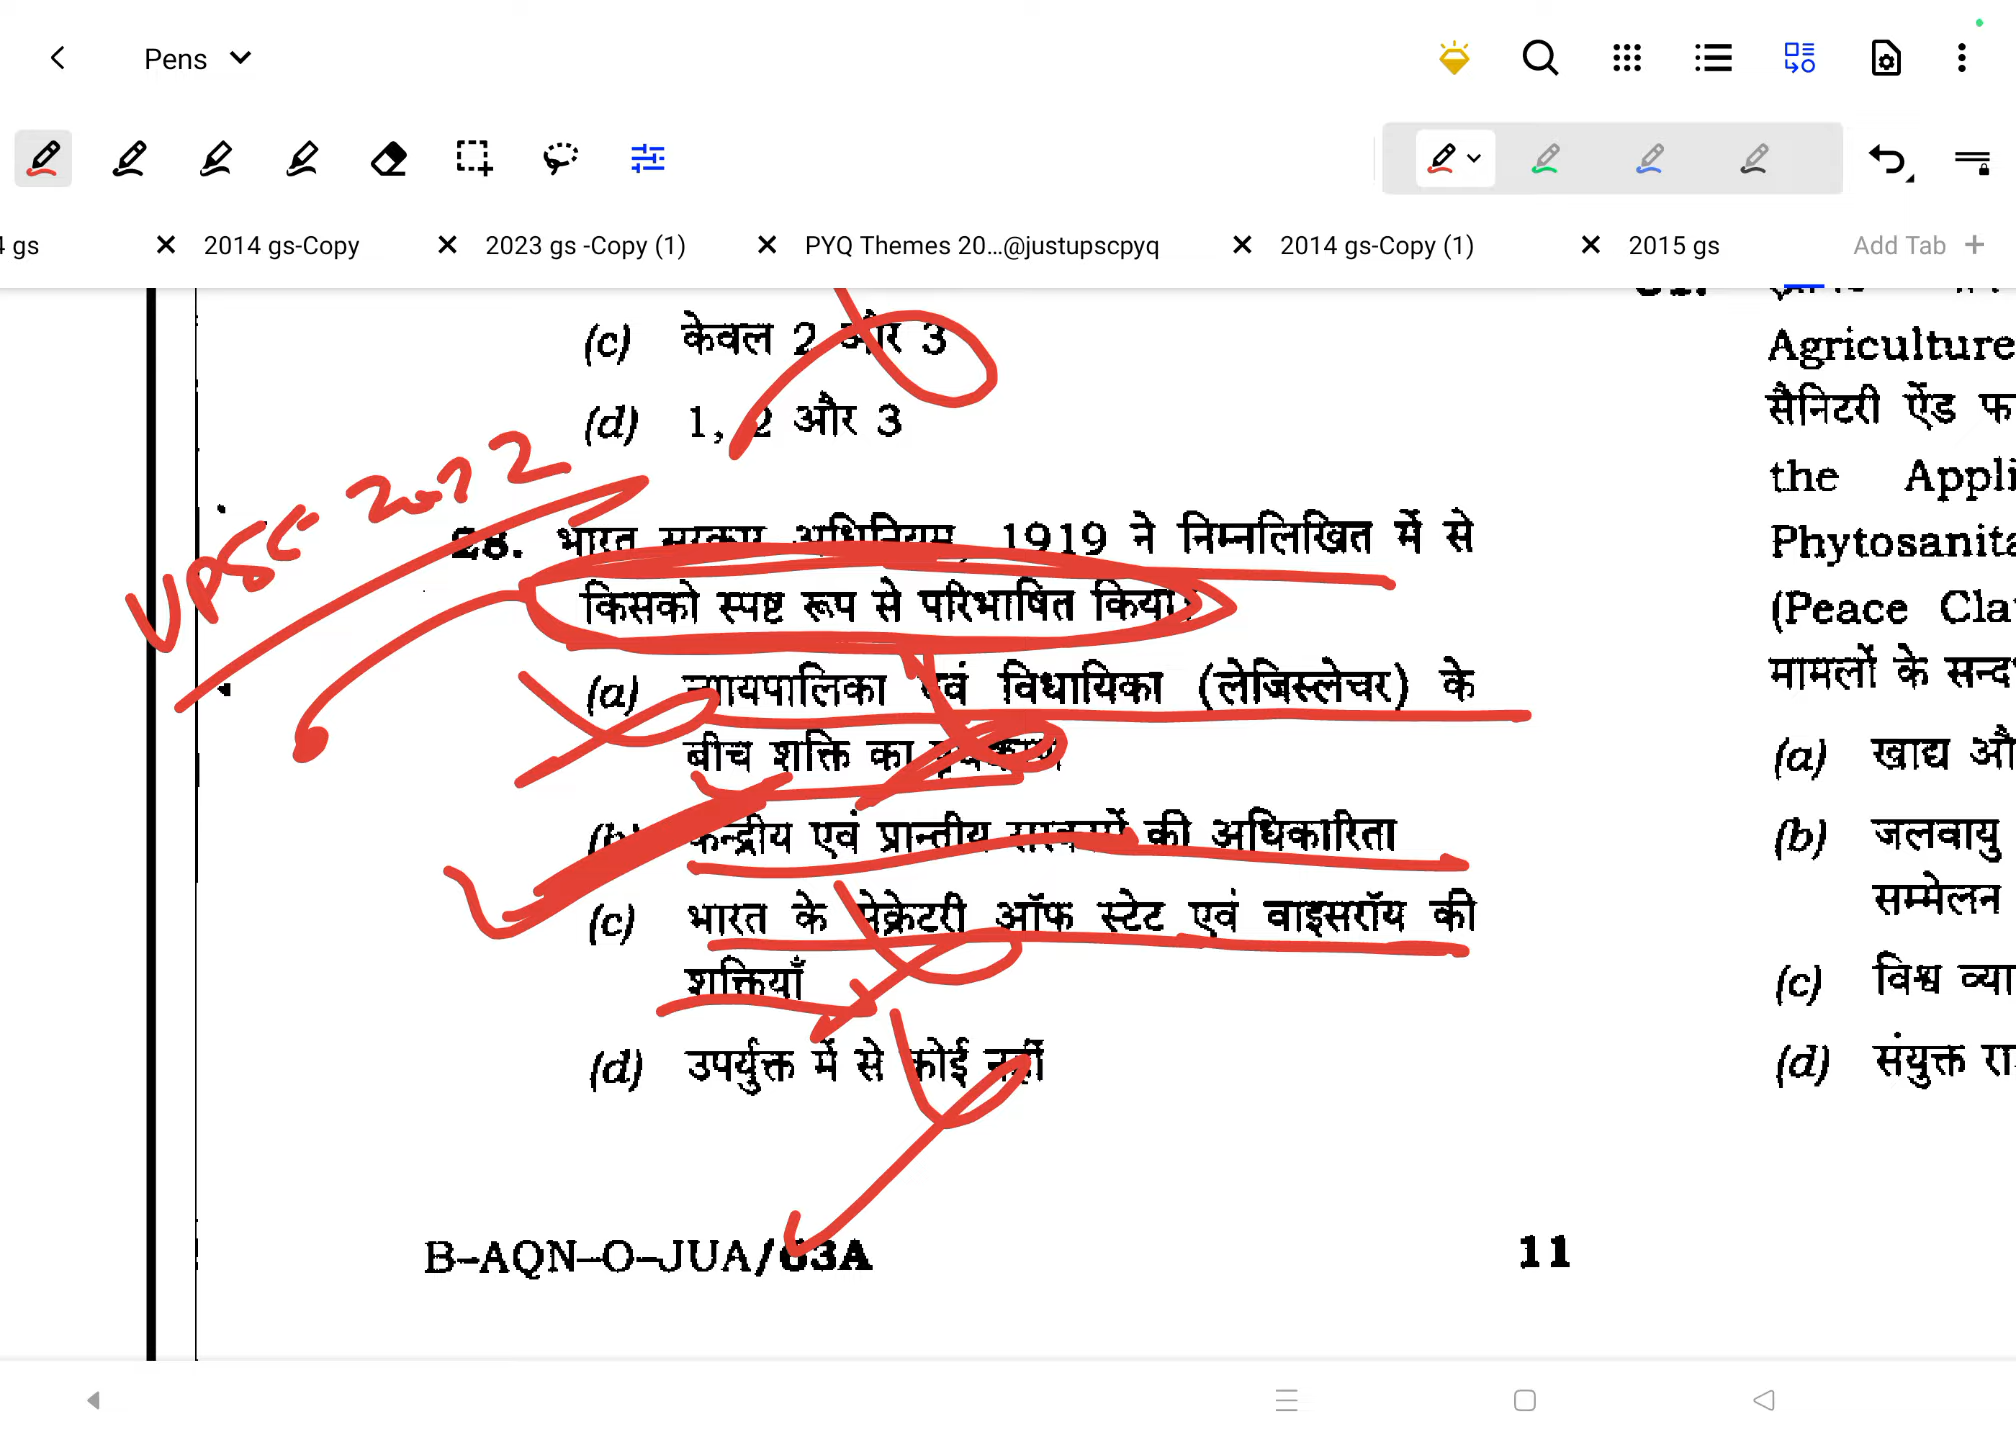 Pens
4 gs
2014 gs-Copy
2023 gs -Copy (1)
PYQ Themes 20...@justupscpyq
2014 gs-Copy (1)
2015 gs
Add Tab +
(c) केवल 2 और 3
(d) 1, 2 और 3
UPSC 2022
28. भारत सरकार अधिनियम, 1919 ने निम्नलिखित में से
किसको स्पष्ट रूप से परिभाषित किया?
(a) न्यायपालिका एवं विधायिका (लेजिस्लेचर) के
बीच शक्ति का पृथक्करण
(b) केन्द्रीय एवं प्रान्तीय सरकारों की अधिकारिता
(c) भारत के सेक्रेटरी ऑफ स्टेट एवं वाइसरॉय की
शक्तियाँ
(d) उपर्युक्त में से कोई नहीं
B–AQN–O–JUA/63A
11
31.
Agriculture
सैनिटरी ऐंड
the Appli
Phytosanita
(Peace Cla
मामलों के
(a) खाद्य
(b) जलवायु
सम्मेलन
(c) विश्व
(d) संयुक्त